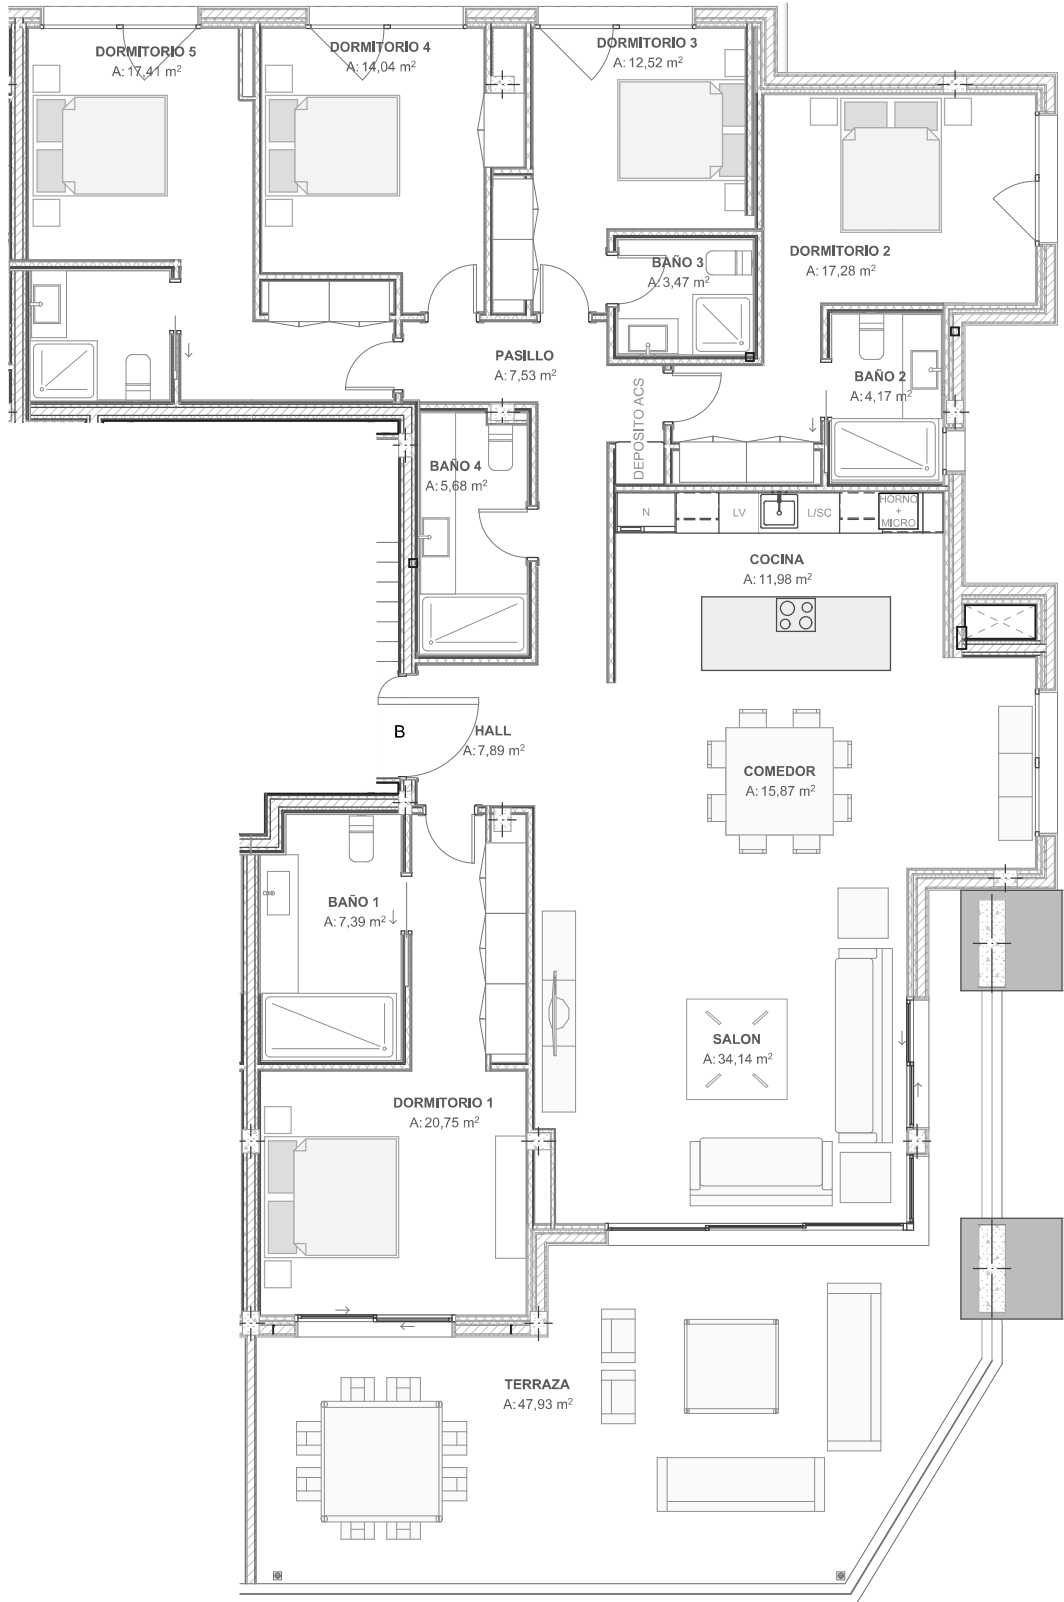 DORMITORIO 5
A: 17,41 m²
DORMITORIO 4
A: 14,04 m²
DORMITORIO 3
A: 12,52 m²
DORMITORIO 2
A: 17,28 m²
BAÑO 3
A: 3,47 m²
PASILLO
A: 7,53 m²
BAÑO 2
A: 4,17 m²
DEPOSITO ACS
BAÑO 4
A: 5,68 m²
N
LV
L/SC
HORNO
+
MICRO
COCINA
A: 11,98 m²
B
HALL
A: 7,89 m²
COMEDOR
A: 15,87 m²
BAÑO 1
A: 7,39 m²
SALON
A: 34,14 m²
DORMITORIO 1
A: 20,75 m²
TERRAZA
A: 47,93 m²